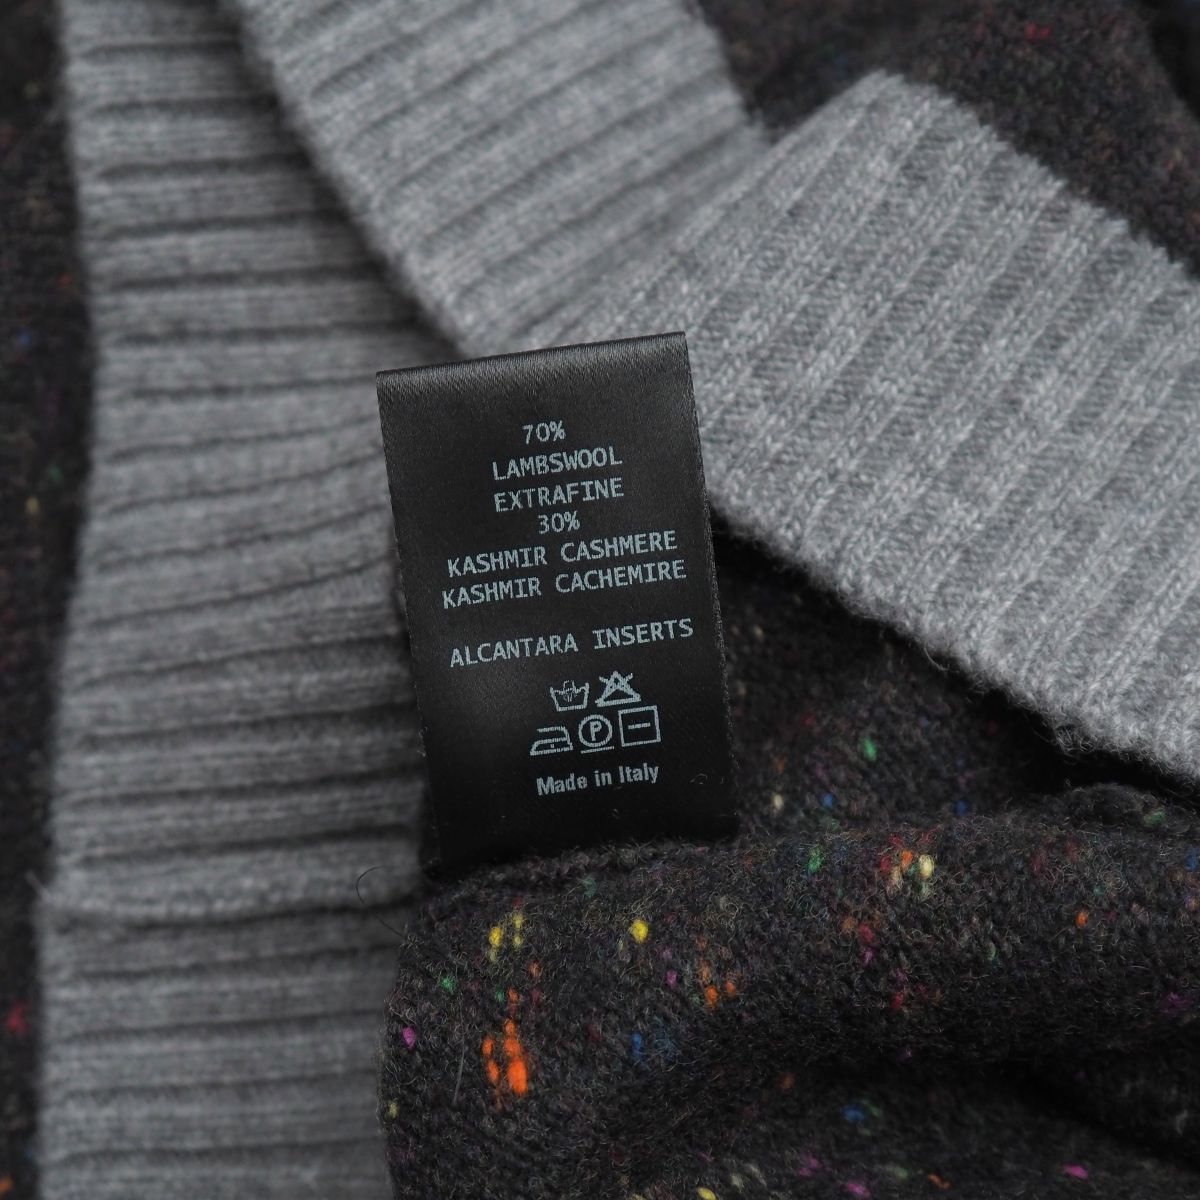 70%
LAMBSWOOL
EXTRAFINE
30%
KASHMIR CASHMERE
KASHMIR CACHEMIRE
ALCANTARA INSERTS
P
Made in Italy